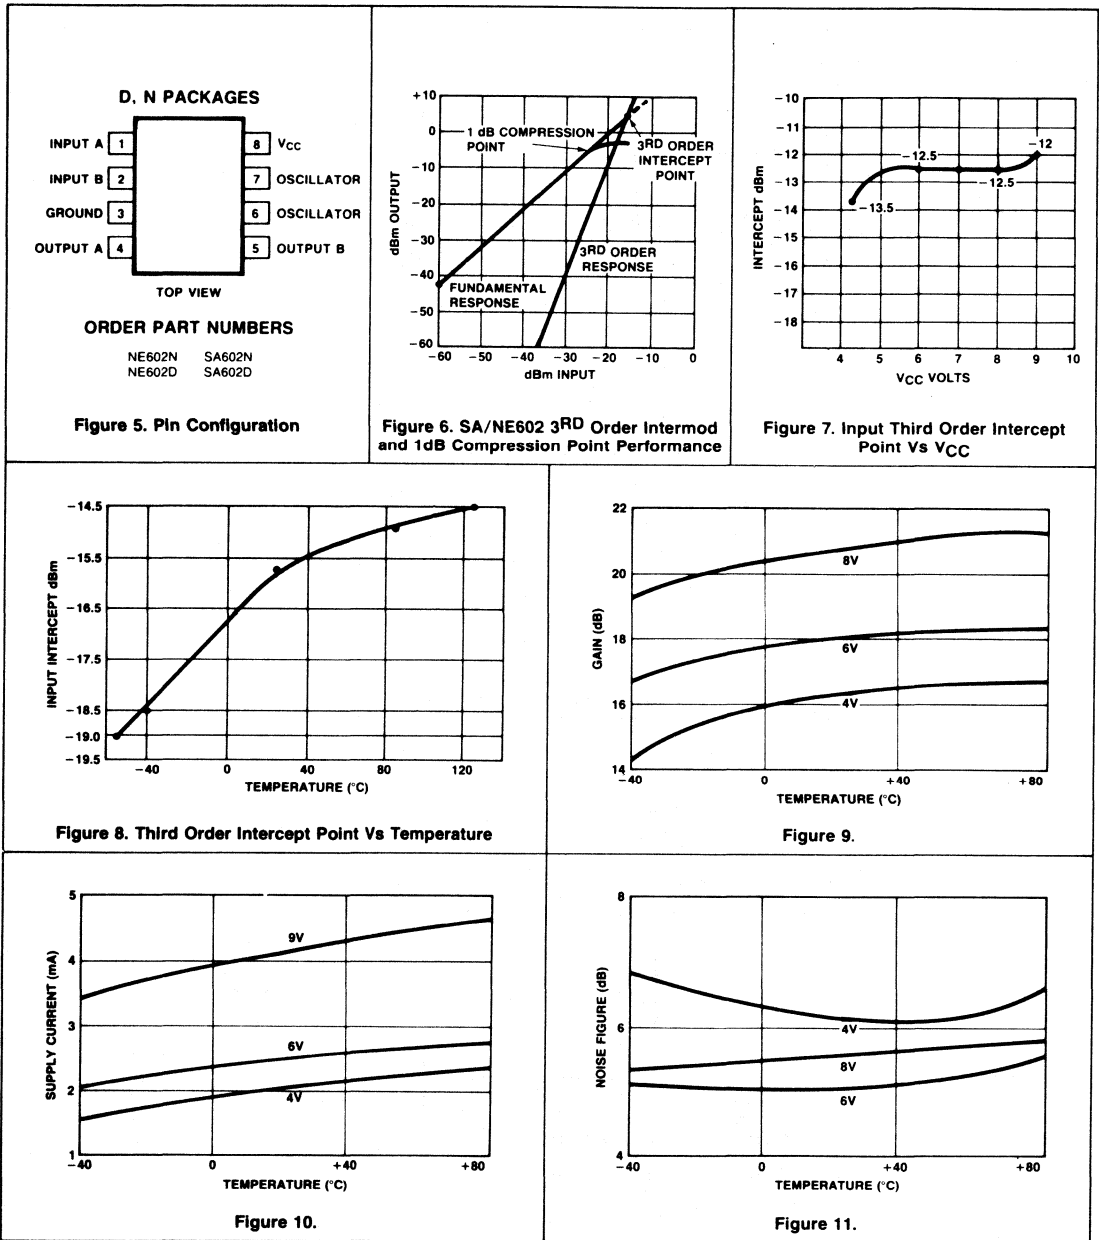 D, N PACKAGES
INPUT A 1
INPUT B 2
GROUND 3
OUTPUT A 4
8 VCC
7 OSCILLATOR
6 OSCILLATOR
5 OUTPUT B
TOP VIEW
ORDER PART NUMBERS
NE602N SA602N
NE602D SA602D
Figure 5. Pin Configuration
+10
0
−10
−20
−30
−40
−50
−60
dBm OUTPUT
1 dB COMPRESSION
POINT
3RD ORDER
INTERCEPT
POINT
3RD ORDER
RESPONSE
FUNDAMENTAL
RESPONSE
−60 −50 −40 −30 −20 −10 0
dBm INPUT
Figure 6. SA/NE602 3RD Order Intermod
and 1dB Compression Point Performance
−10
−11
−12
−13
−14
−15
−16
−17
−18
INTERCEPT dBm
−13.5
−12.5
−12.5
−12
4 5 6 7 8 9 10
VCC VOLTS
Figure 7. Input Third Order Intercept
Point Vs VCC
−14.5
−15.5
−16.5
−17.5
−18.5
−19.0
−19.5
INPUT INTERCEPT dBm
−40 0 40 80 120
TEMPERATURE (°C)
Figure 8. Third Order Intercept Point Vs Temperature
22
20
18
16
14
GAIN (dB)
8V
6V
4V
−40 0 +40 +80
TEMPERATURE (°C)
Figure 9.
5
4
3
2
1
SUPPLY CURRENT (mA)
9V
6V
4V
−40 0 +40 +80
TEMPERATURE (°C)
Figure 10.
8
6
4
NOISE FIGURE (dB)
4V
8V
6V
−40 0 +40 +80
TEMPERATURE (°C)
Figure 11.